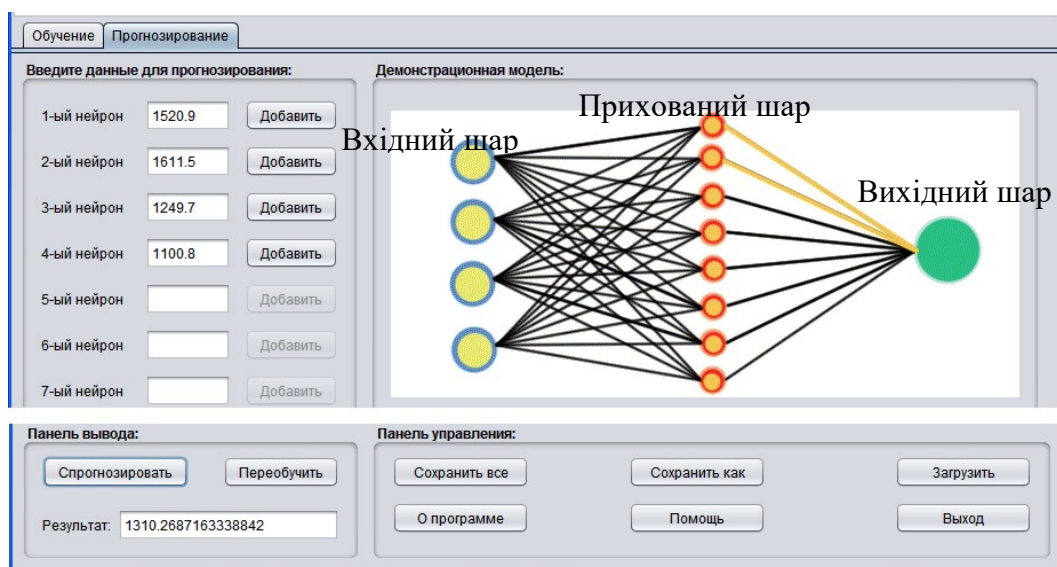 Обучение Прогнозирование
Введите данные для прогнозирования:
Демонстрационная модель:
1-ый нейрон 1520.9 Добавить
2-ый нейрон 1611.5 Добавить
3-ый нейрон 1249.7 Добавить
4-ый нейрон 1100.8 Добавить
5-ый нейрон Добавить
6-ый нейрон Добавить
7-ый нейрон Добавить
Вхідний шар
Прихований шар
Вихідний шар
Панель вывода:
Спрогнозировать Переобучить
Результат: 1310.2687163338842
Панель управления:
Сохранить все Сохранить как Загрузить
О программе Помощь Выход